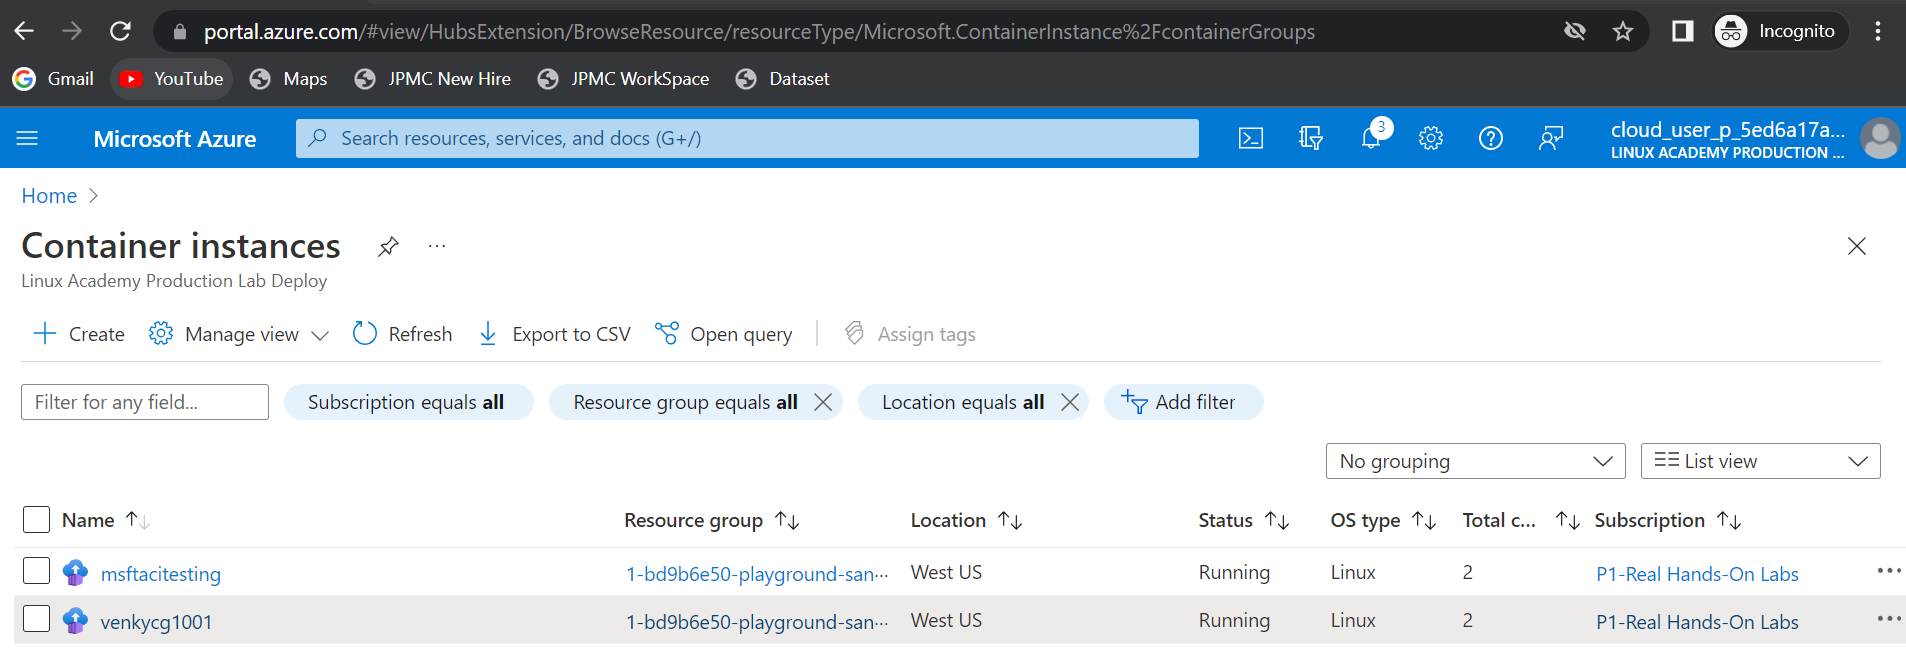 portal.azure.com/#view/HubsExtension/BrowseResource/resourceType/Microsoft.ContainerInstance%2FcontainerGroups Incognito
Gmail YouTube Maps JPMC New Hire JPMC WorkSpace Dataset
Microsoft Azure Search resources, services, and docs (G+/) 3 cloud_user_p_5ed6a17a...
LINUX ACADEMY PRODUCTION ...
Home >
Container instances ...
Linux Academy Production Lab Deploy
Create Manage view Refresh Export to CSV Open query Assign tags
Filter for any field... Subscription equals all Resource group equals all Location equals all Add filter
No grouping List view
Name Resource group Location Status OS type Total c... Subscription
msftacitesting 1-bd9b6e50-playground-san... West US Running Linux 2 P1-Real Hands-On Labs ...
venkycg1001 1-bd9b6e50-playground-san... West US Running Linux 2 P1-Real Hands-On Labs ...